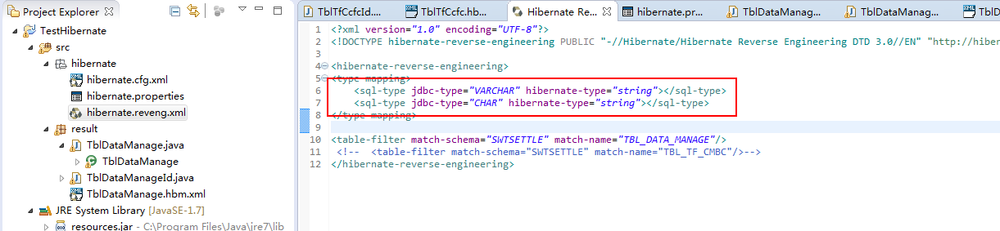 Project Explorer
TestHibernate
src
hibernate
hibernate.cfg.xml
hibernate.properties
hibernate.reveng.xml
result
TblDataManage.java
TblDataManage
TblDataManageId.java
TblDataManage.hbm.xml
JRE System Library [JavaSE-1.7]
resources.jar - C:\Program Files\Java\jre7\lib
TblTfCcfcId....
TblTfCcfc.hb...
Hibernate Re...
hibernate.pr...
TblDataManag...
TblDataManag...
TblD
1 <?xml version="1.0" encoding="UTF-8"?>
2 <!DOCTYPE hibernate-reverse-engineering PUBLIC "-//Hibernate/Hibernate Reverse Engineering DTD 3.0//EN" "http://hiber
3
4 <hibernate-reverse-engineering>
5 <type-mapping>
6 <sql-type jdbc-type="VARCHAR" hibernate-type="string"></sql-type>
7 <sql-type jdbc-type="CHAR" hibernate-type="string"></sql-type>
8 </type-mapping>
9
10 <table-filter match-schema="SWTSETTLE" match-name="TBL_DATA_MANAGE"/>
11 <!-- <table-filter match-schema="SWTSETTLE" match-name="TBL_TF_CMBC"/>-->
12 </hibernate-reverse-engineering>